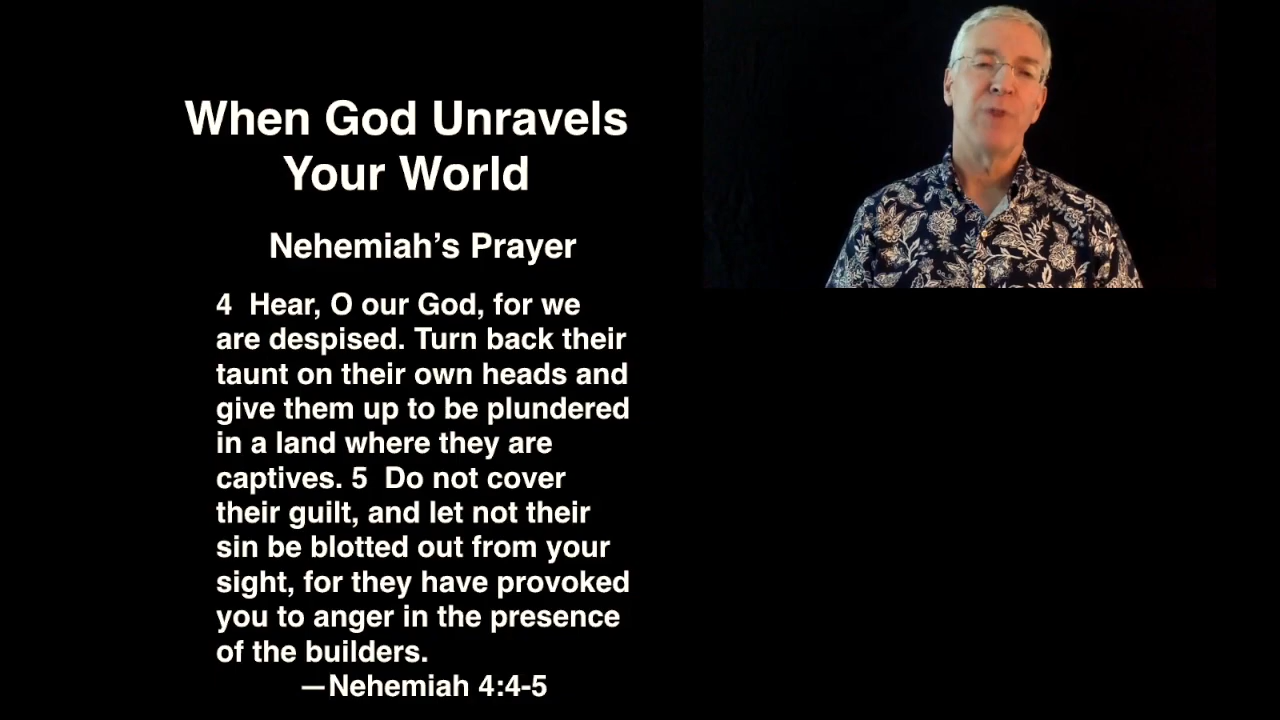 When God Unravels
Your World
Nehemiah’s Prayer
4  Hear, O our God, for we
are despised. Turn back their
taunt on their own heads and
give them up to be plundered
in a land where they are
captives. 5  Do not cover
their guilt, and let not their
sin be blotted out from your
sight, for they have provoked
you to anger in the presence
of the builders.
—Nehemiah 4:4-5